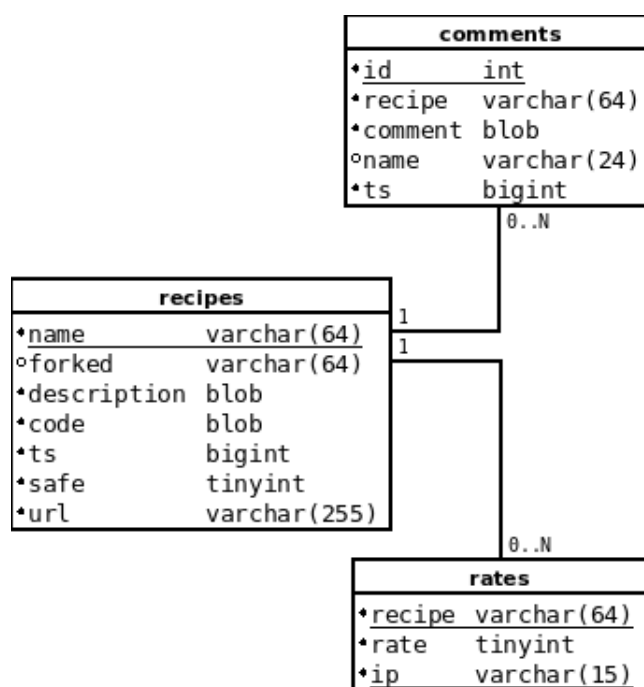 comments
id int
recipe varchar(64)
comment blob
name varchar(24)
ts bigint
0..N
recipes
name varchar(64)
forked varchar(64)
description blob
code blob
ts bigint
safe tinyint
url varchar(255)
1
1
0..N
rates
recipe varchar(64)
rate tinyint
ip varchar(15)